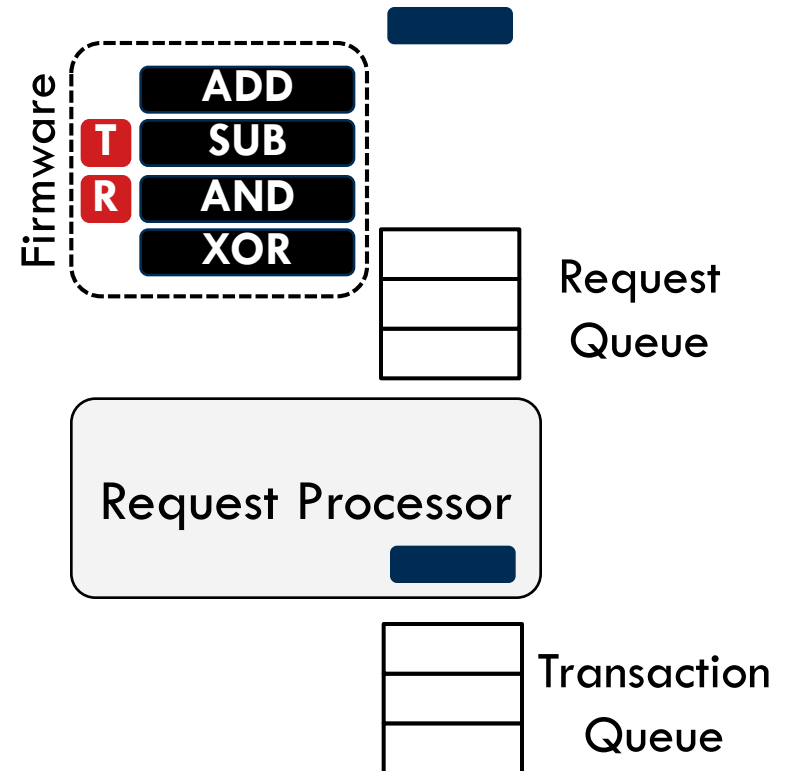 Firmware
ADD
T SUB
R AND
XOR
Request
Queue
Request Processor
Transaction
Queue